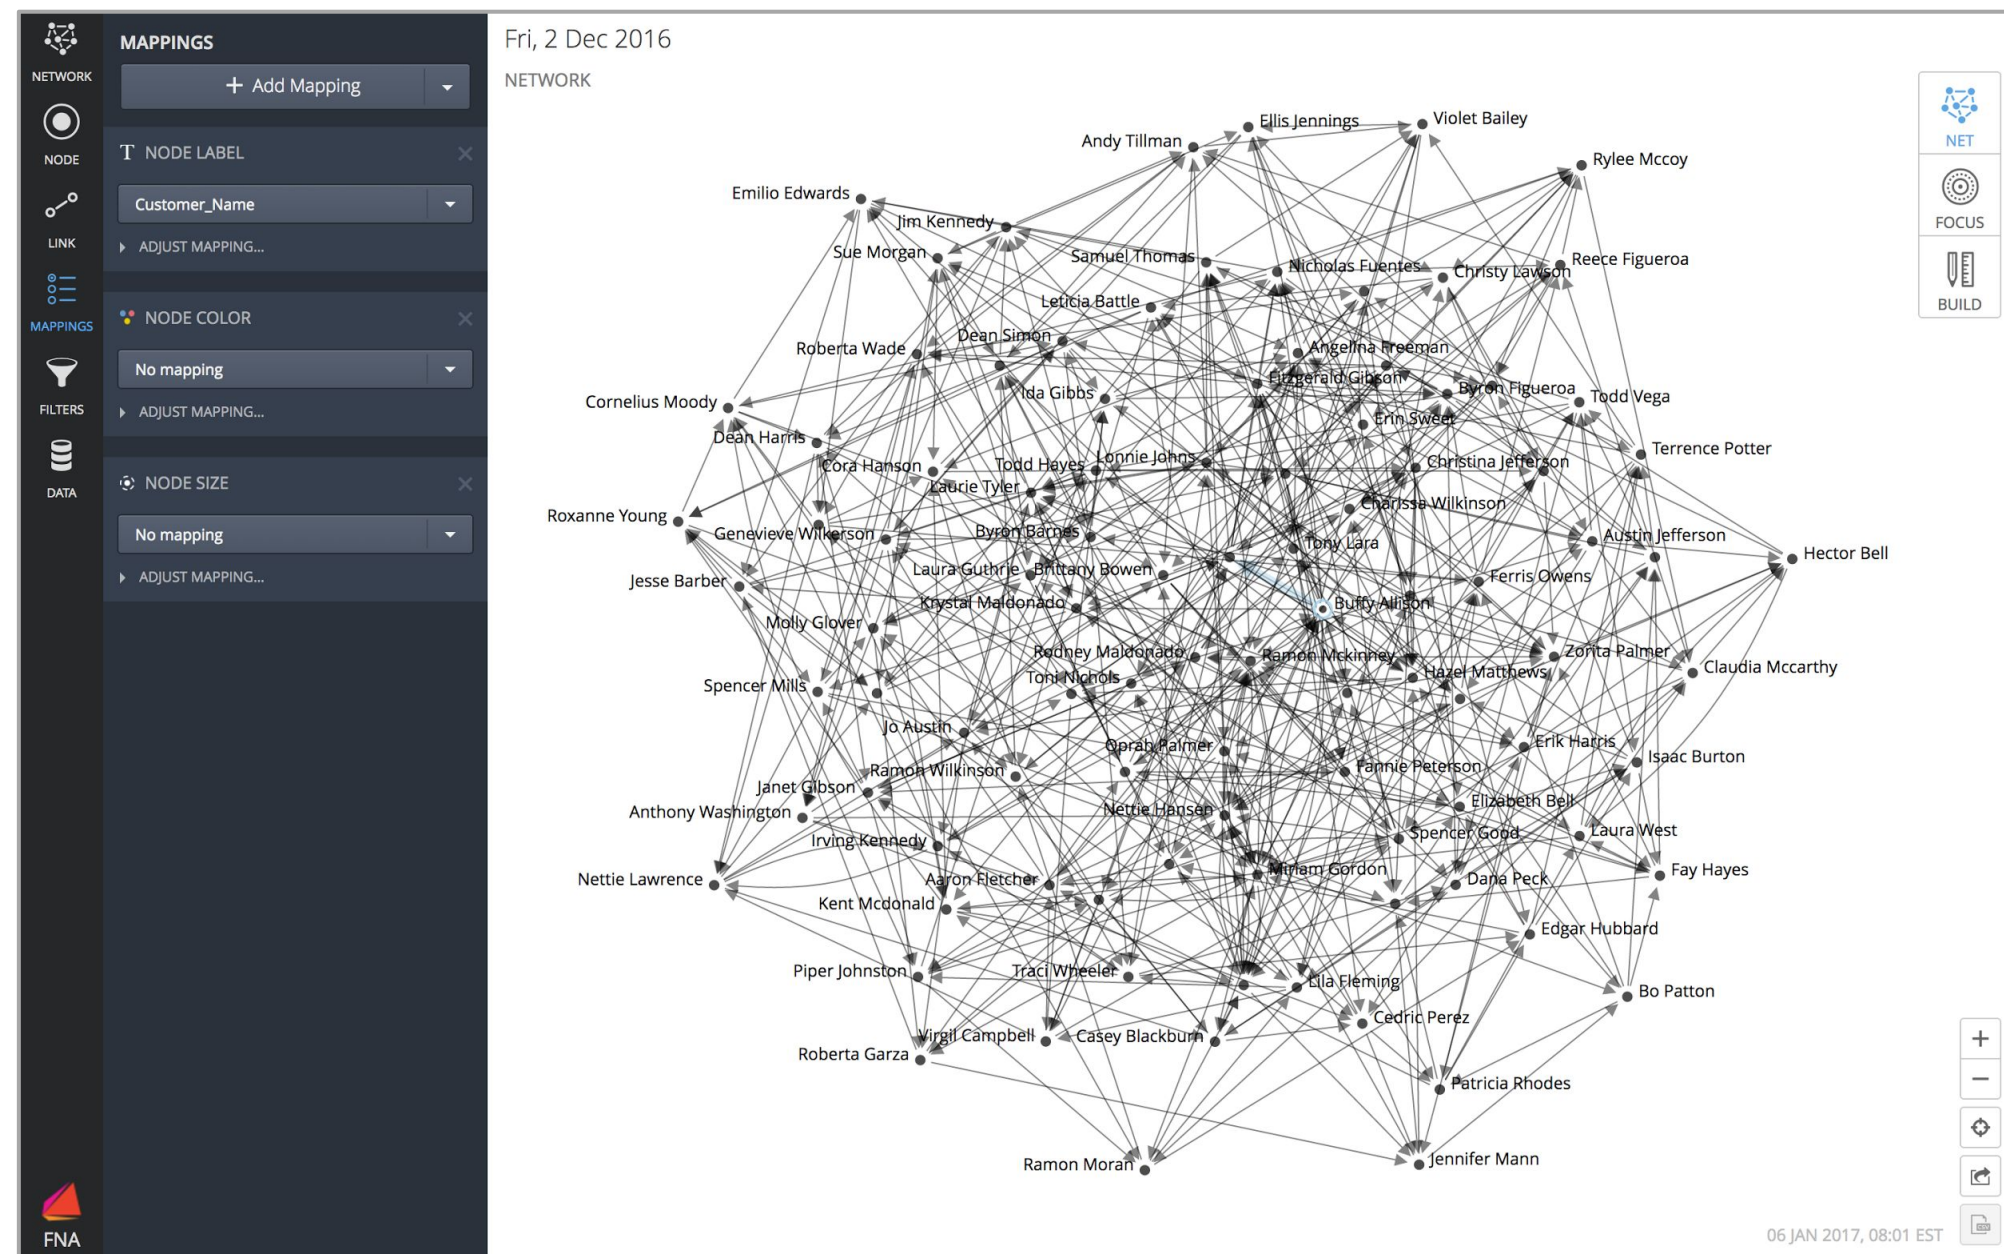 NETWORK
NODE
LINK
MAPPINGS
FILTERS
DATA
FNA
MAPPINGS
+ Add Mapping
T NODE LABEL
Customer_Name
ADJUST MAPPING...
NODE COLOR
No mapping
ADJUST MAPPING...
NODE SIZE
No mapping
ADJUST MAPPING...
Fri, 2 Dec 2016
NETWORK
Ellis Jennings
Violet Bailey
Andy Tillman
Rylee Mccoy
Emilio Edwards
Jim Kennedy
Sue Morgan
Samuel Thomas
Nicholas Fuentes
Christy Lawson
Reece Figueroa
Leticia Battle
Dean Simon
Roberta Wade
Angelina Freeman
Fitzgerald Gibson
Byron Figueroa
Todd Vega
Ida Gibbs
Cornelius Moody
Erin Sweet
Dean Harris
Terrence Potter
Cora Hanson
Todd Hayes
Lonnie Johns
Christina Jefferson
Laurie Tyler
Charissa Wilkinson
Roxanne Young
Genevieve Wilkerson
Byron Barnes
Tony Lara
Austin Jefferson
Hector Bell
Jesse Barber
Laura Guthrie
Brittany Bowen
Ferris Owens
Krystal Maldonado
Buffy Allison
Molly Glover
Rodney Maldonado
Ramon Mckinney
Zorita Palmer
Toni Nichols
Hazel Matthews
Claudia Mccarthy
Spencer Mills
Jo Austin
Oprah Palmer
Erik Harris
Isaac Burton
Ramon Wilkinson
Fannie Peterson
Janet Gibson
Anthony Washington
Nettie Hansen
Elizabeth Bell
Irving Kennedy
Spencer Good
Laura West
Nettie Lawrence
Aaron Fletcher
Miriam Gordon
Dana Peck
Fay Hayes
Kent Mcdonald
Edgar Hubbard
Piper Johnston
Traci Wheeler
Lila Fleming
Bo Patton
Cedric Perez
Virgil Campbell
Casey Blackburn
Roberta Garza
Patricia Rhodes
Ramon Moran
Jennifer Mann
NET
FOCUS
BUILD
06 JAN 2017, 08:01 EST